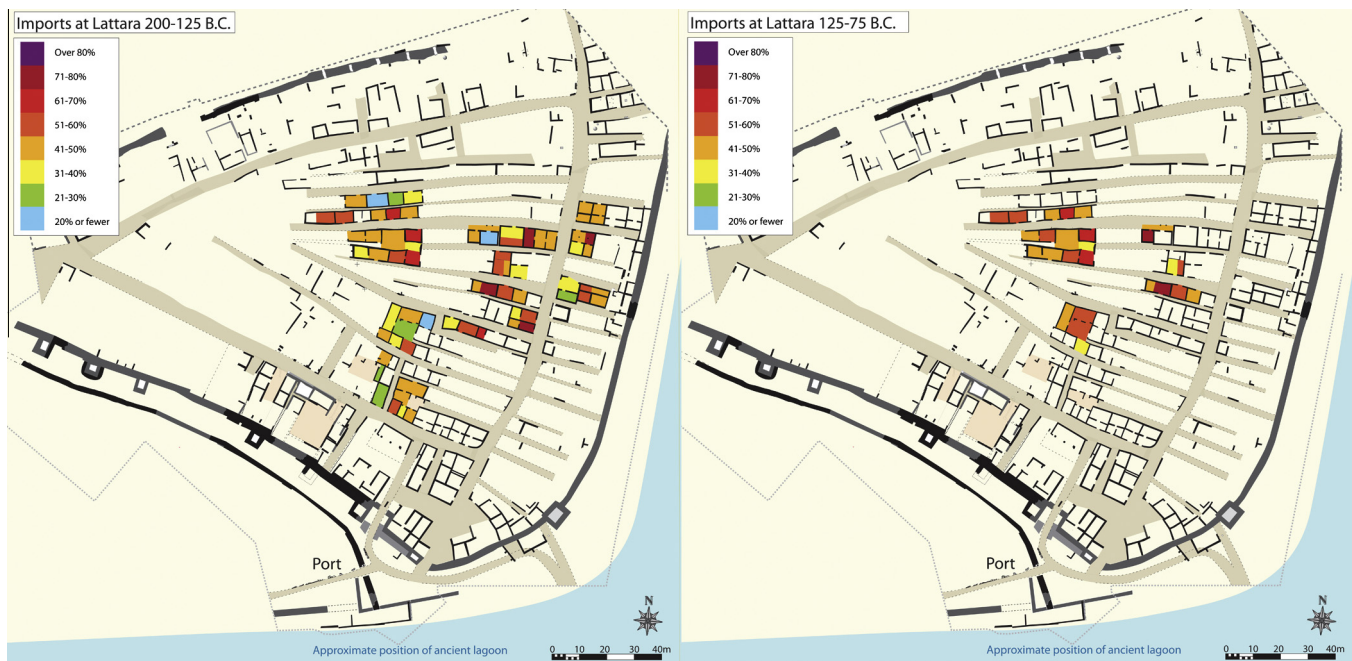 Imports at Lattara 200-125 B.C.
Over 80%
71-80%
61-70%
51-60%
41-50%
31-40%
21-30%
20% or fewer
Port
N
Approximate position of ancient lagoon
0 10 20 30 40m
Imports at Lattara 125-75 B.C.
Over 80%
71-80%
61-70%
51-60%
41-50%
31-40%
21-30%
20% or fewer
Port
N
Approximate position of ancient lagoon
0 10 20 30 40m